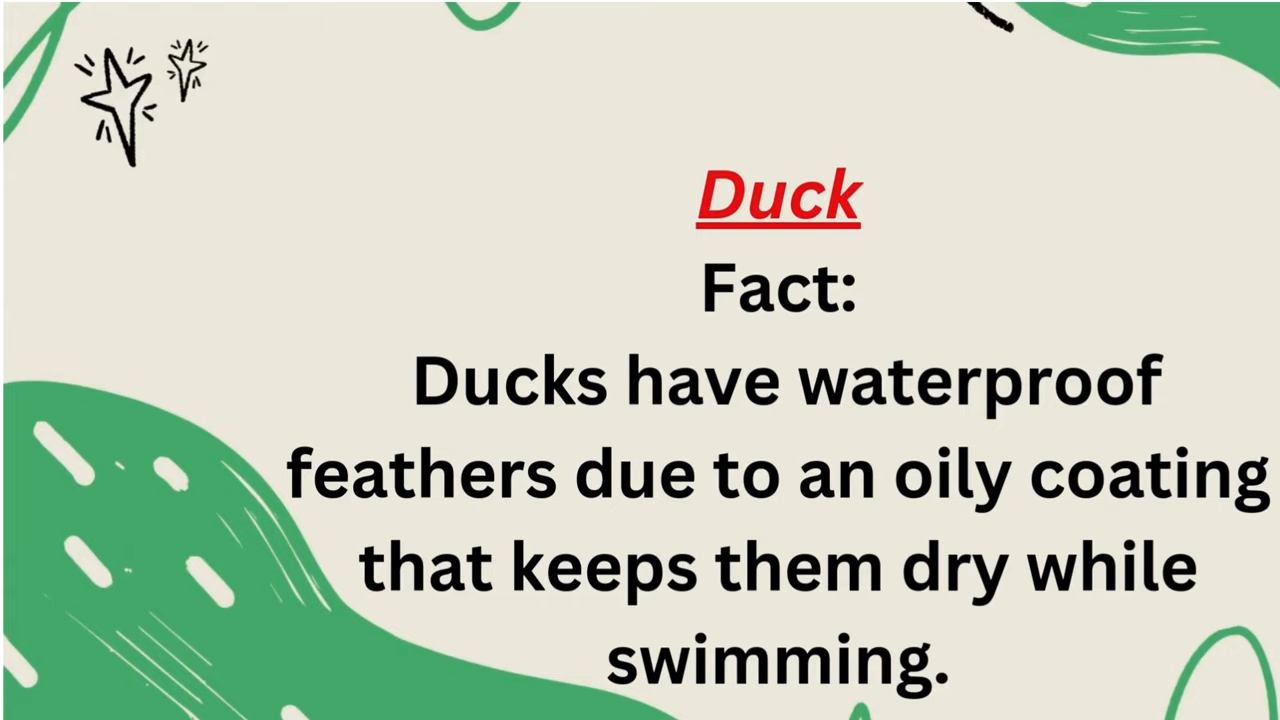 Duck
Fact:
Ducks have waterproof
feathers due to an oily coating
that keeps them dry while
swimming.